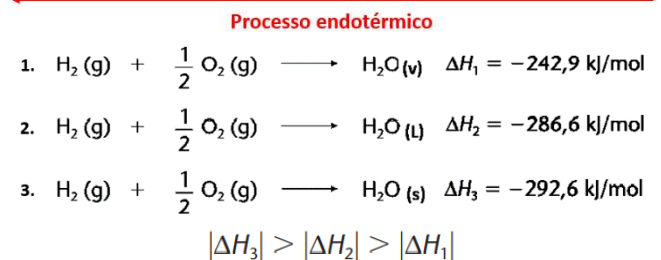 Processo endotérmico
1. H₂ (g) + 1/2 O₂ (g) ⟶ H₂O (v) ΔH₁ = −242,9 kJ/mol
2. H₂ (g) + 1/2 O₂ (g) ⟶ H₂O (L) ΔH₂ = −286,6 kJ/mol
3. H₂ (g) + 1/2 O₂ (g) ⟶ H₂O (s) ΔH₃ = −292,6 kJ/mol
|ΔH₃| > |ΔH₂| > |ΔH₁|